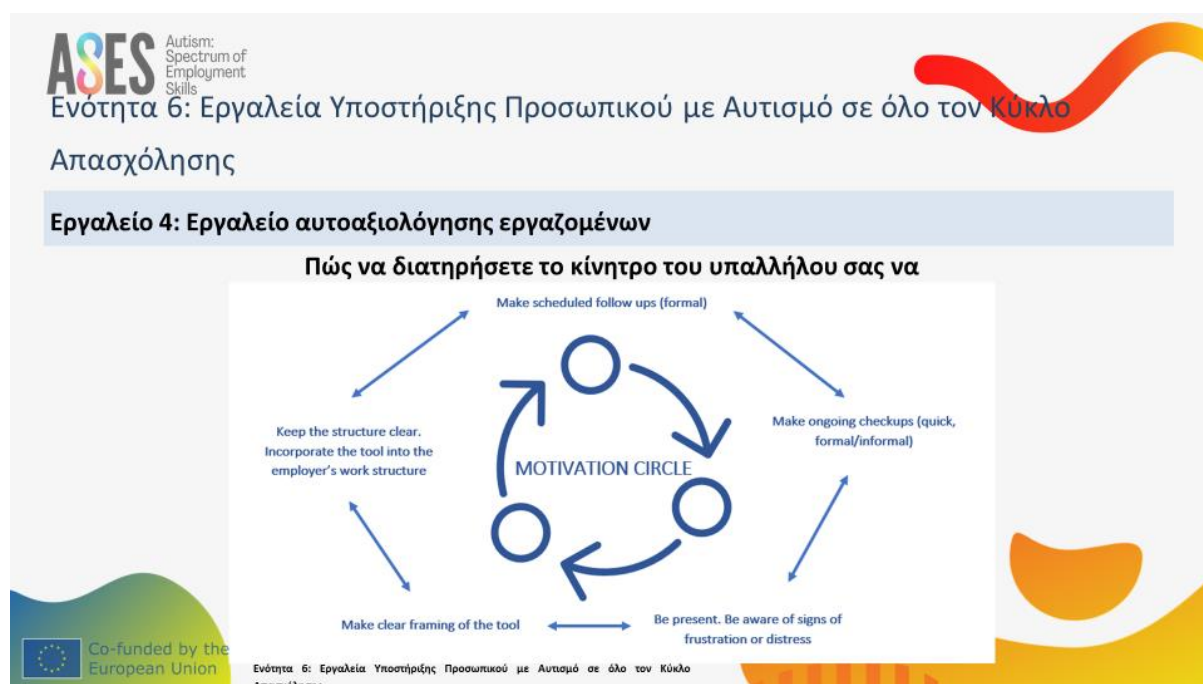 ASES
Autism:
Spectrum of
Employment
Skills
Ενότητα 6: Εργαλεία Υποστήριξης Προσωπικού με Αυτισμό σε όλο τον Κύκλο
Απασχόλησης
Εργαλείο 4: Εργαλείο αυτοαξιολόγησης εργαζομένων
Πώς να διατηρήσετε το κίνητρο του υπαλλήλου σας να
Make scheduled follow ups (formal)
Make ongoing checkups (quick,
formal/informal)
Keep the structure clear.
Incorporate the tool into the
employer's work structure
MOTIVATION CIRCLE
Make clear framing of the tool
Be present. Be aware of signs of
frustration or distress
Co-funded by the
European Union
Ενότητα 6: Εργαλεία Υποστήριξης Προσωπικού με Αυτισμό σε όλο τον Κύκλο